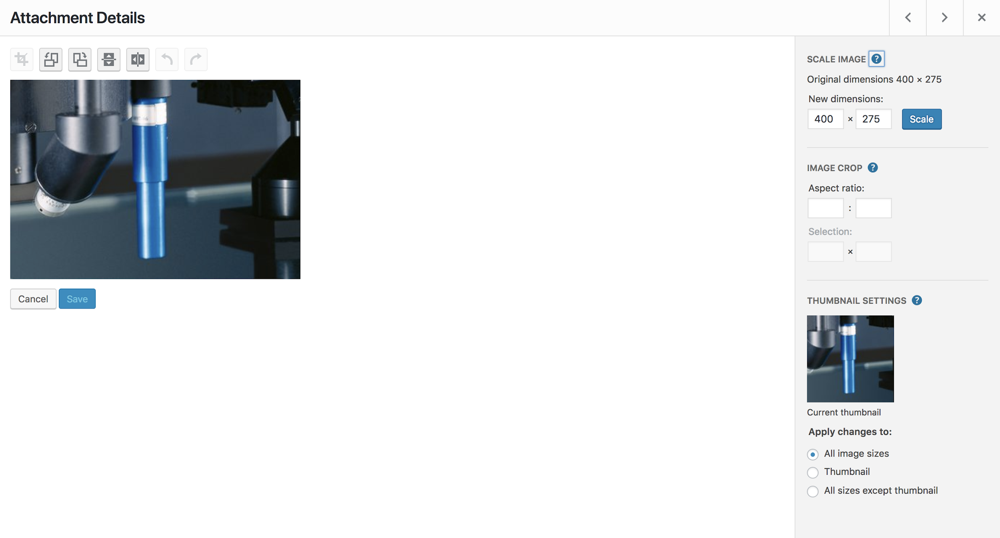 Attachment Details
SCALE IMAGE ?
Original dimensions 400 × 275
New dimensions:
400 × 275 Scale
IMAGE CROP ?
Aspect ratio:
:
Selection:
×
Cancel Save
THUMBNAIL SETTINGS ?
Current thumbnail
Apply changes to:
All image sizes
Thumbnail
All sizes except thumbnail